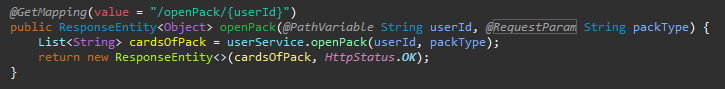 @GetMapping(value = "/openPack/{userId}")
public ResponseEntity<Object> openPack(@PathVariable String userId, @RequestParam String packType) {
    List<String> cardsOfPack = userService.openPack(userId, packType);
    return new ResponseEntity<>(cardsOfPack, HttpStatus.OK);
}